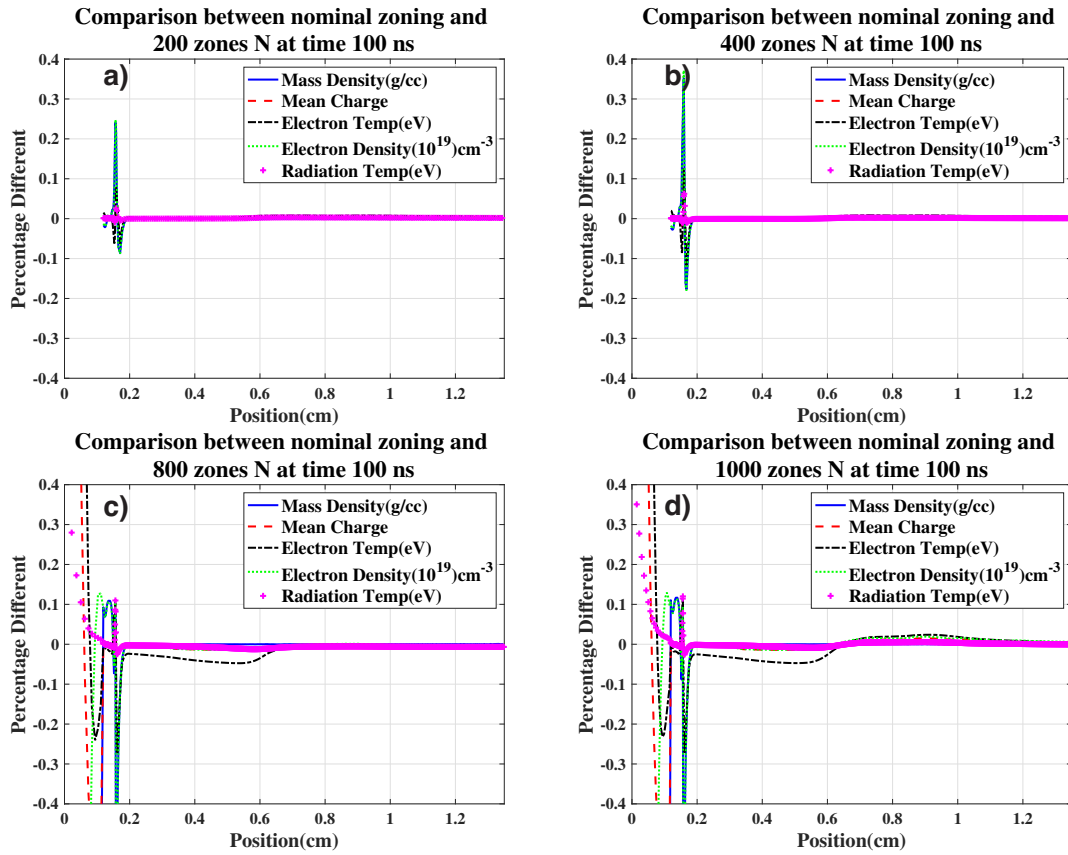 Comparison between nominal zoning and
200 zones N at time 100 ns
a)
Mass Density(g/cc)
Mean Charge
Electron Temp(eV)
Electron Density(10^19)cm^-3
Radiation Temp(eV)
Percentage Different
0.4
0.3
0.2
0.1
0
-0.1
-0.2
-0.3
-0.4
0 0.2 0.4 0.6 0.8 1 1.2
Position(cm)
Comparison between nominal zoning and
400 zones N at time 100 ns
b)
Mass Density(g/cc)
Mean Charge
Electron Temp(eV)
Electron Density(10^19)cm^-3
Radiation Temp(eV)
Percentage Different
0.4
0.3
0.2
0.1
0
-0.1
-0.2
-0.3
-0.4
0 0.2 0.4 0.6 0.8 1 1.2
Position(cm)
Comparison between nominal zoning and
800 zones N at time 100 ns
c)
Mass Density(g/cc)
Mean Charge
Electron Temp(eV)
Electron Density(10^19)cm^-3
Radiation Temp(eV)
Percentage Different
0.4
0.3
0.2
0.1
0
-0.1
-0.2
-0.3
-0.4
0 0.2 0.4 0.6 0.8 1 1.2
Position(cm)
Comparison between nominal zoning and
1000 zones N at time 100 ns
d)
Mass Density(g/cc)
Mean Charge
Electron Temp(eV)
Electron Density(10^19)cm^-3
Radiation Temp(eV)
Percentage Different
0.4
0.3
0.2
0.1
0
-0.1
-0.2
-0.3
-0.4
0 0.2 0.4 0.6 0.8 1 1.2
Position(cm)